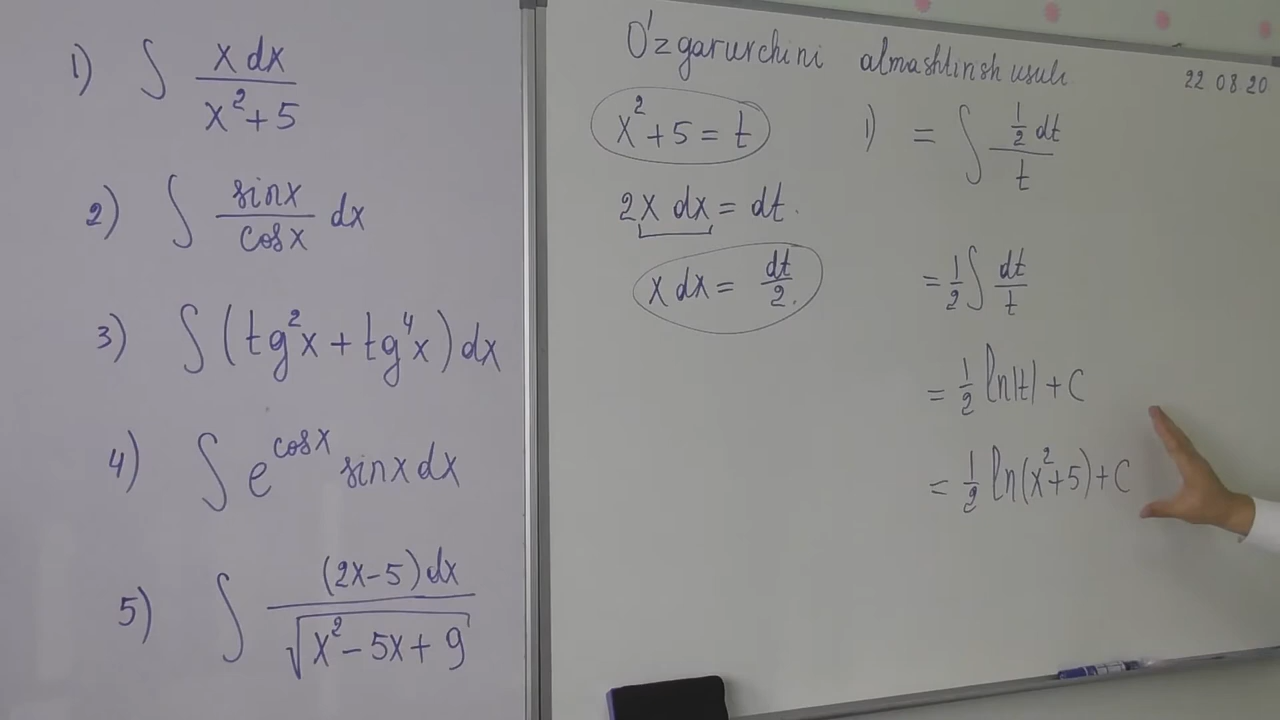 1) ∫ x dx / x² + 5
2) ∫ sinx / cosx dx
3) ∫ (tg²x + tg⁴x) dx
4) ∫ e^cosx sinx dx
5) ∫ (2x-5) dx / √x² - 5x + 9
O'zgaruvchini almashtirish usuli
22 08 20
x² + 5 = t
2x dx = dt.
x dx = dt / 2.
1) = ∫ ½ dt / t
= ½ ∫ dt / t
= ½ ln|t| + C
= ½ ln(x² + 5) + C